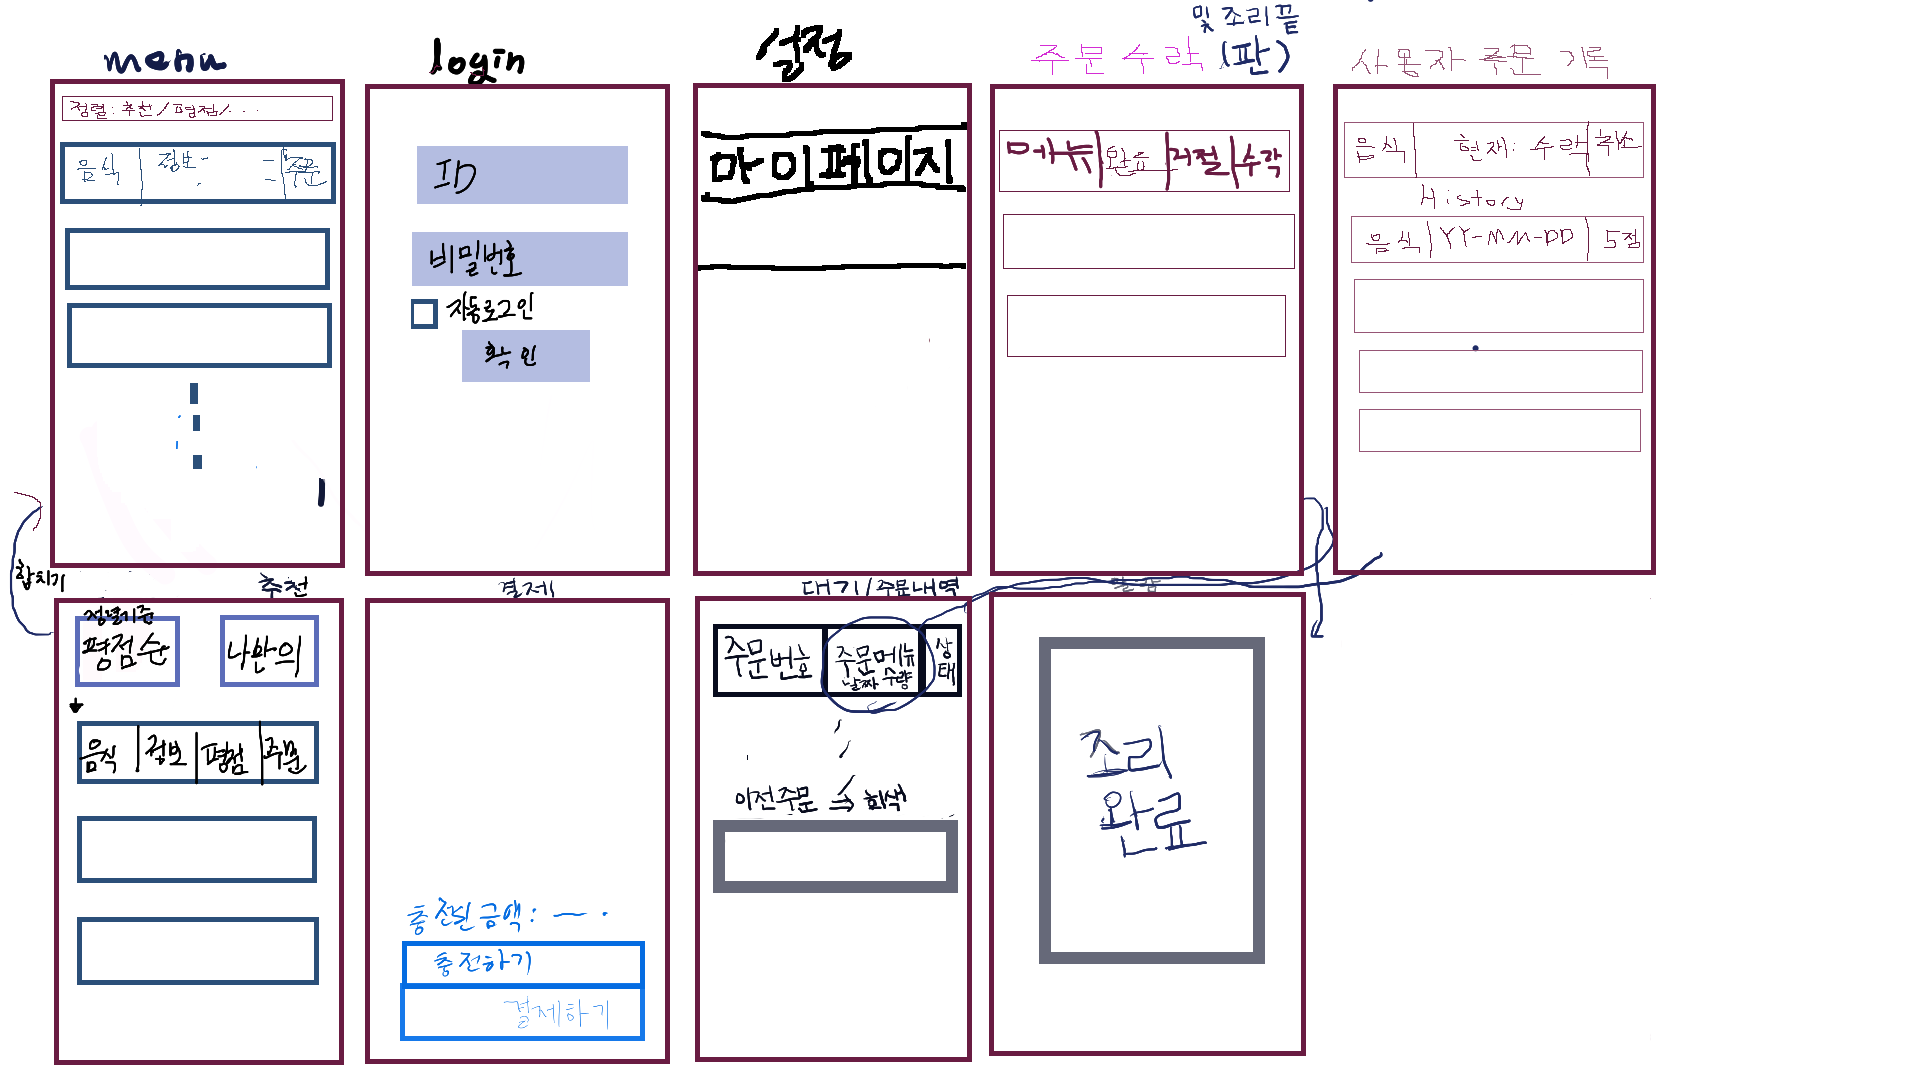 menu
정렬: 추천/평점/...
음식 정보 주문
login
ID
비밀번호
자동로그인
확인
설정
마이페이지
및 조리끝
주문 수락 (판)
메뉴 완료 거절 수락
사용자 주문 기록
음식 현재: 수락 취소
History
음식 YY-MM-DD 5점
합치기
추천
정렬기준
평점순 나만의
음식 정보 평점 주문
결제
충전된 금액:
충전하기
결제하기
대기/주문내역
주문번호 주문메뉴 상태
날짜 수량
이전주문 ⇒ 회색
조리
완료